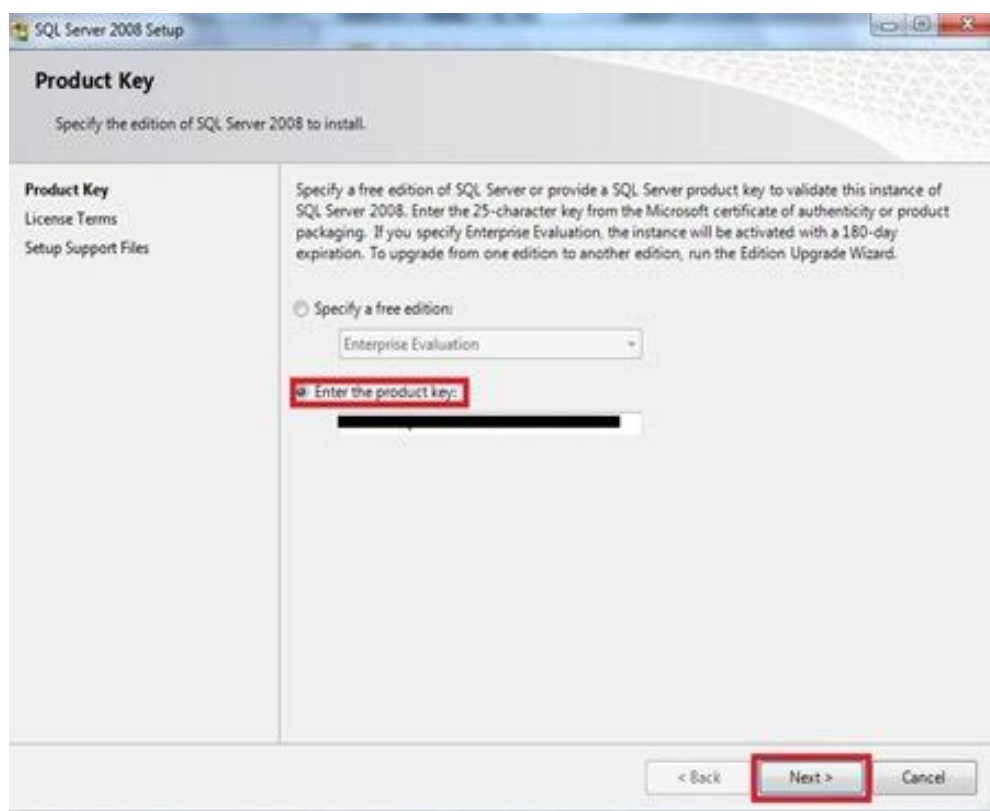 SQL Server 2008 Setup
Product Key
Specify the edition of SQL Server 2008 to install.
Product Key
License Terms
Setup Support Files
Specify a free edition of SQL Server or provide a SQL Server product key to validate this instance of
SQL Server 2008. Enter the 25-character key from the Microsoft certificate of authenticity or product
packaging. If you specify Enterprise Evaluation, the instance will be activated with a 180-day
expiration. To upgrade from one edition to another edition, run the Edition Upgrade Wizard.
Specify a free edition:
Enterprise Evaluation
Enter the product key:
< Back
Next >
Cancel